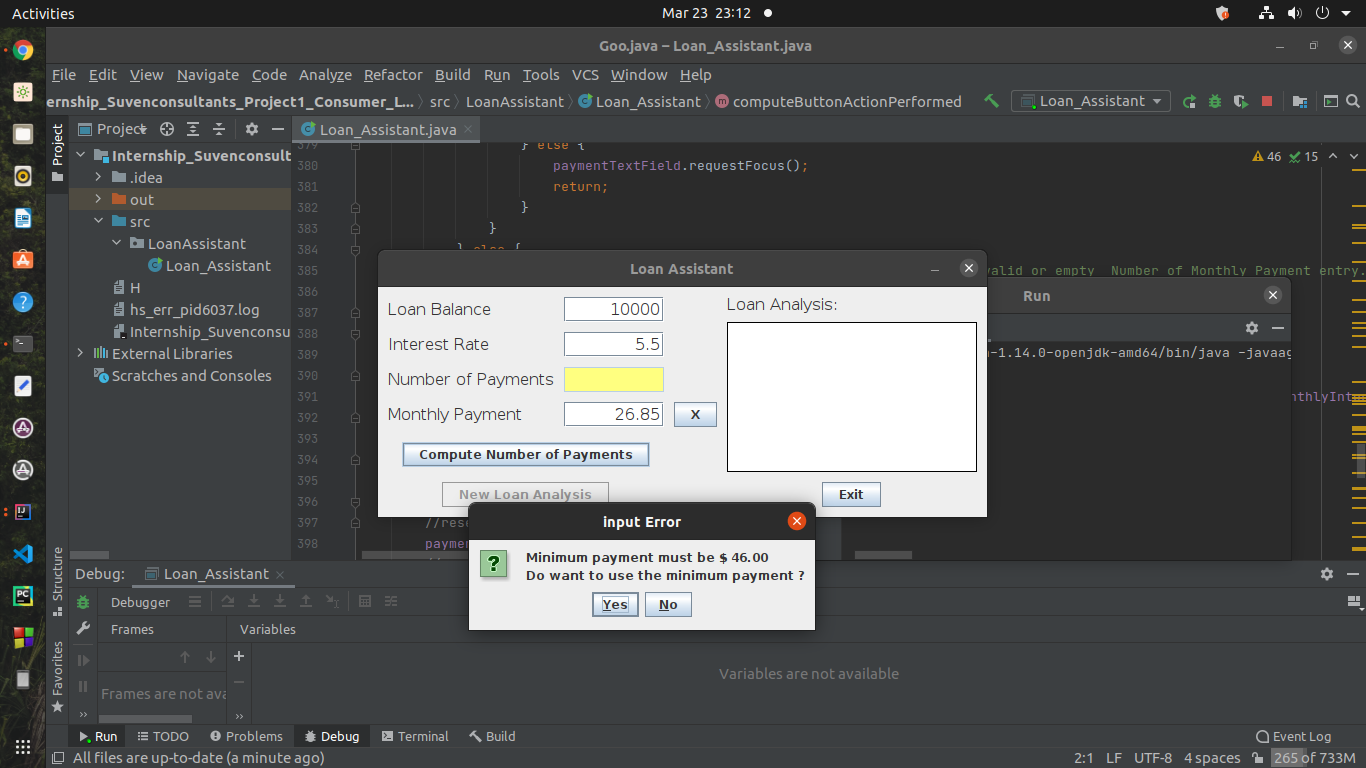 Activities
Mar 23 23:12
Goo.java – Loan_Assistant.java
File Edit View Navigate Code Analyze Refactor Build Run Tools VCS Window Help
ernship_Suvenconsultants_Project1_Consumer_L... src LoanAssistant Loan_Assistant computeButtonActionPerformed
Loan_Assistant
Project
Project
Loan_Assistant.java
Internship_Suvenconsult
.idea
out
src
LoanAssistant
Loan_Assistant
H
hs_err_pid6037.log
Internship_Suvenconsu
External Libraries
Scratches and Consoles
46 15
379 } else {
380 paymentTextField.requestFocus();
381 return;
382 }
383 }
384 } else {
385 valid or empty Number of Monthly Payment entry.
386
387
388
389
390
391
392
393
394
395
396
397 //rese
398 paymen
Run
-1.14.0-openjdk-amd64/bin/java -javaag
nthlyInt
Loan Assistant
Loan Balance 10000
Interest Rate 5.5
Number of Payments
Monthly Payment 26.85 X
Compute Number of Payments
New Loan Analysis
Loan Analysis:
Exit
input Error
Minimum payment must be $ 46.00
Do want to use the minimum payment ?
Yes No
Structure
Favorites
Debug: Loan_Assistant
Debugger
Frames
Variables
Frames are not ava
Variables are not available
Run TODO Problems Debug Terminal Build
Event Log
All files are up-to-date (a minute ago)
2:1 LF UTF-8 4 spaces 265 of 733M